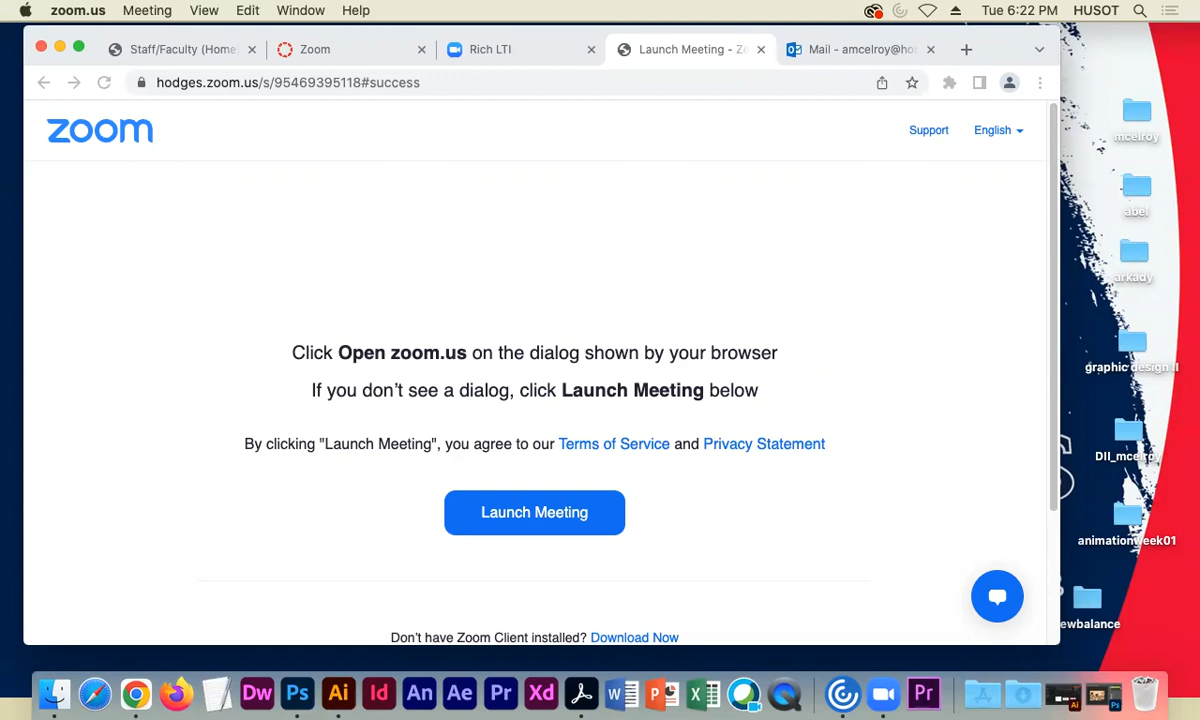 zoom.us Meeting View Edit Window Help Tue 6:22 PM HUSOT
Staff/Faculty (Home Zoom Rich LTI Launch Meeting - Zo Mail - amcelroy@ho
hodges.zoom.us/s/95469395118#success
zoom
Support English
Click Open zoom.us on the dialog shown by your browser
If you don't see a dialog, click Launch Meeting below
By clicking "Launch Meeting", you agree to our Terms of Service and Privacy Statement
Launch Meeting
Don't have Zoom Client installed? Download Now
mcelroy
abel
arkady
graphic design II
DII_mcelroy
animationweek01
ewbalance
Dw Ps Ai Id An Ae Pr Xd W P X Pr Ai Ps